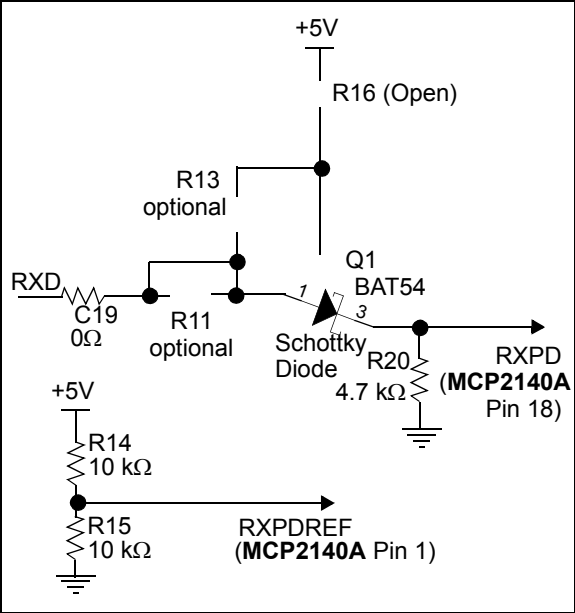 +5V
R16 (Open)
R13
optional
Q1
BAT54
RXD
1
3
C19
0Ω
R11
optional
Schottky
Diode
R20
4.7 kΩ
RXPD
(MCP2140A
Pin 18)
+5V
R14
10 kΩ
R15
10 kΩ
RXPDREF
(MCP2140A Pin 1)